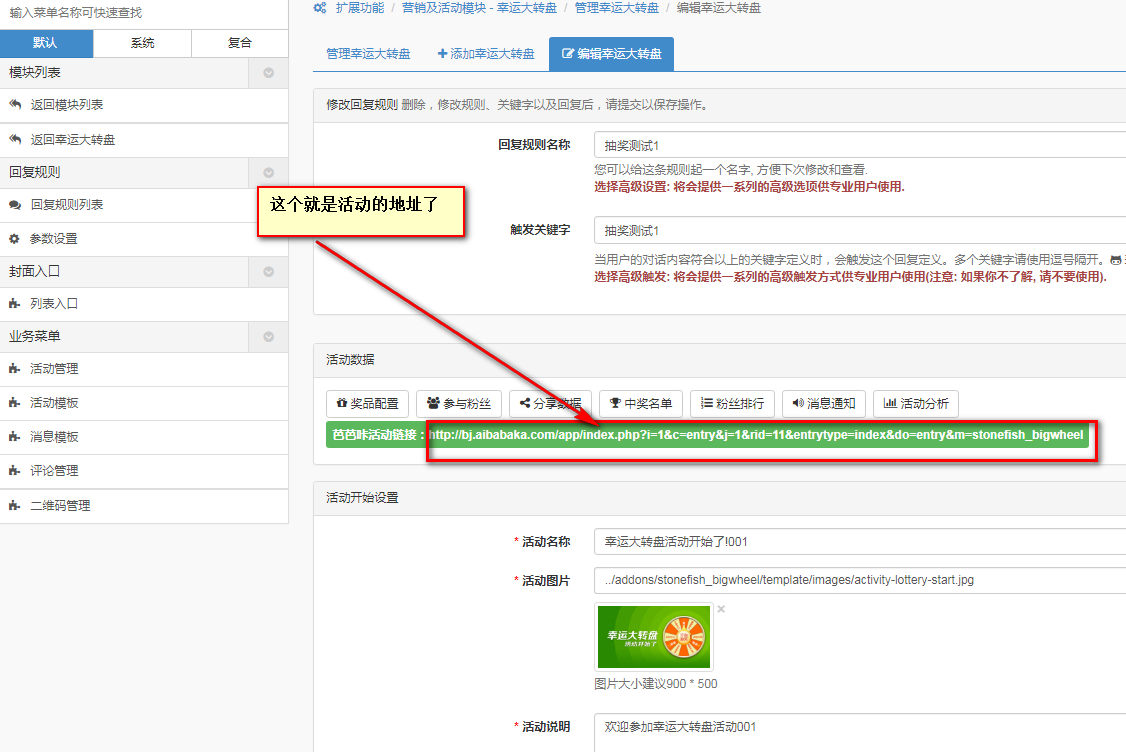 输入菜单名称可快速查找
默认 系统 复合
模块列表
返回模块列表
返回幸运大转盘
回复规则
回复规则列表
参数设置
封面入口
列表入口
业务菜单
活动管理
活动模板
消息模板
评论管理
二维码管理
扩展功能 / 营销及活动模块 - 幸运大转盘 / 管理幸运大转盘 / 编辑幸运大转盘
管理幸运大转盘 添加幸运大转盘 编辑幸运大转盘
修改回复规则 删除，修改规则、关键字以及回复后，请提交以保存操作。
回复规则名称 抽奖测试1
您可以给这条规则起一个名字, 方便下次修改和查看.
选择高级设置: 将会提供一系列的高级选项供专业用户使用.
这个就是活动的地址了
触发关键字 抽奖测试1
当用户的对话内容符合以上的关键字定义时，会触发这个回复定义。多个关键字请使用逗号隔开。
选择高级触发: 将会提供一系列的高级触发方式供专业用户使用(注意: 如果你不了解, 请不要使用).
活动数据
奖品配置 参与粉丝 分享数据 中奖名单 粉丝排行 消息通知 活动分析
芭芭咔活动链接：http://bj.aibabaka.com/app/index.php?i=1&c=entry&j=1&rid=11&entrytype=index&do=entry&m=stonefish_bigwheel
活动开始设置
* 活动名称 幸运大转盘活动开始了!001
* 活动图片 ../addons/stonefish_bigwheel/template/images/activity-lottery-start.jpg
幸运大转盘
×
图片大小建议900 * 500
* 活动说明 欢迎参加幸运大转盘活动001